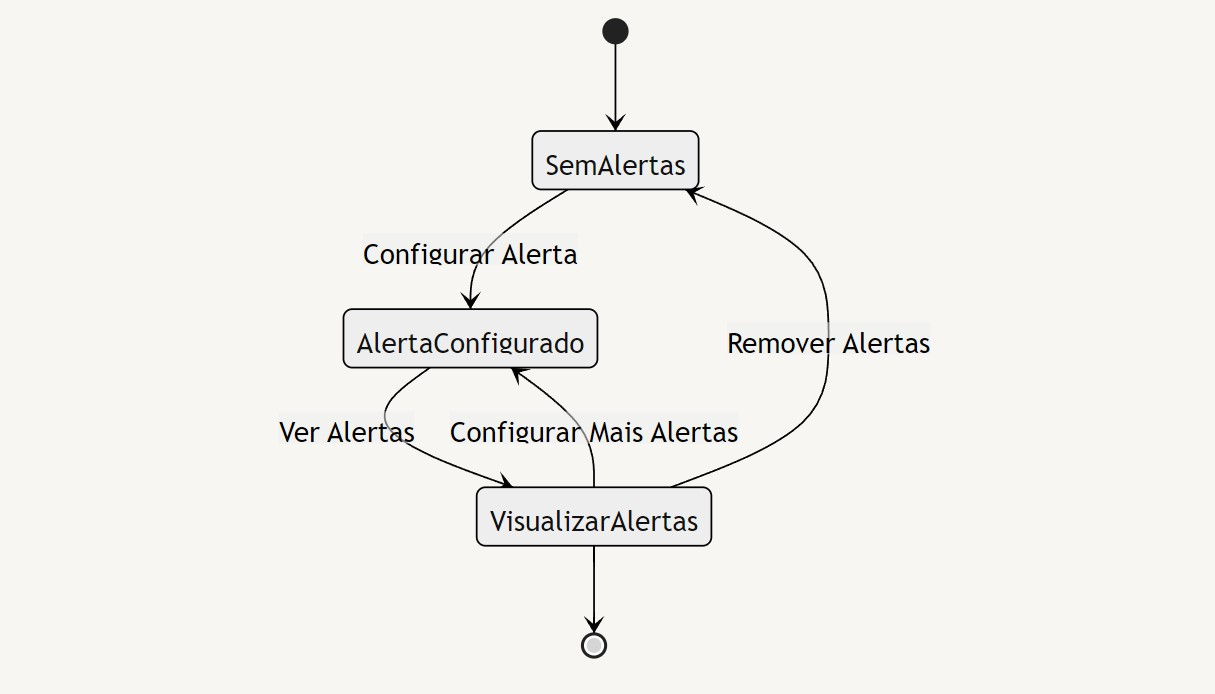 SemAlertas
Configurar Alerta
AlertaConfigurado
Remover Alertas
Ver Alertas
Configurar Mais Alertas
VisualizarAlertas